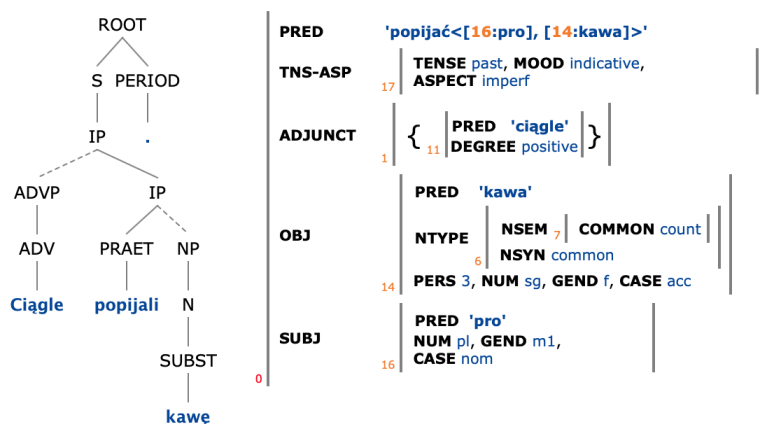 ROOT
S PERIOD
IP .
ADVP IP
ADV PRAET NP
Ciągle popijali N
SUBST
kawę
PRED 'popijać<[16:pro], [14:kawa]>'
TNS-ASP
TENSE past, MOOD indicative,
17 ASPECT imperf
ADJUNCT
{ PRED 'ciągle' }
11 DEGREE positive
1
OBJ
PRED 'kawa'
NTYPE
NSEM 7 COMMON count
6 NSYN common
14 PERS 3, NUM sg, GEND f, CASE acc
SUBJ
PRED 'pro'
NUM pl, GEND m1,
16 CASE nom
0